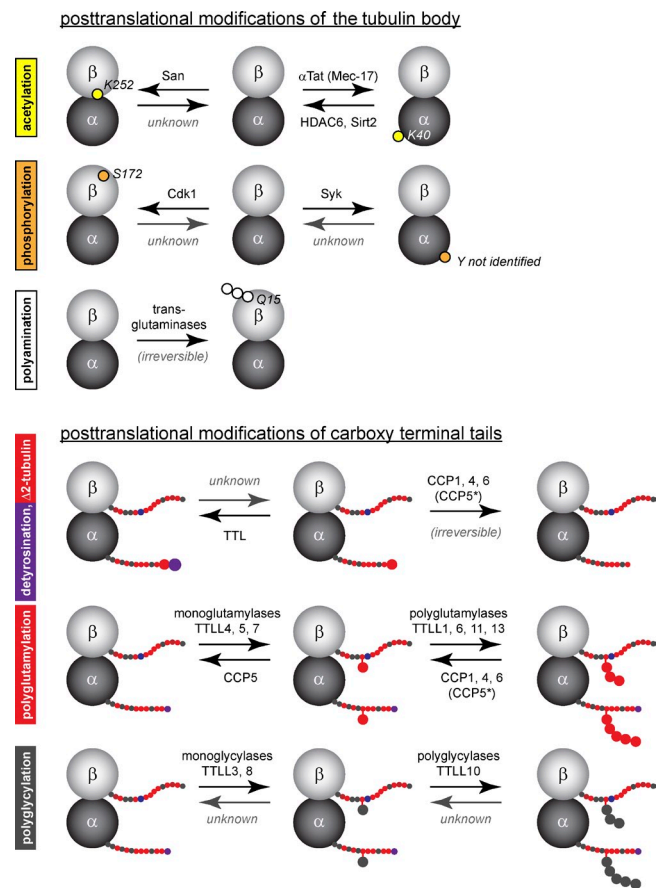 posttranslational modifications of the tubulin body
acetylation
β
K252
α
San
unknown
β
α
αTat (Mec-17)
HDAC6, Sirt2
β
α
K40
phosphorylation
S172
β
α
Cdk1
unknown
β
α
Syk
unknown
β
α
Y not identified
polyamination
β
α
trans-
glutaminases
(irreversible)
Q15
β
α
posttranslational modifications of carboxy terminal tails
detyrosination, Δ2-tubulin
β
α
unknown
TTL
β
α
CCP1, 4, 6
(CCP5*)
(irreversible)
β
α
polyglutamylation
β
α
monoglutamylases
TTLL4, 5, 7
CCP5
β
α
polyglutamylases
TTLL1, 6, 11, 13
CCP1, 4, 6
(CCP5*)
β
α
polyglycylation
β
α
monoglycylases
TTLL3, 8
unknown
β
α
polyglycylases
TTLL10
unknown
β
α